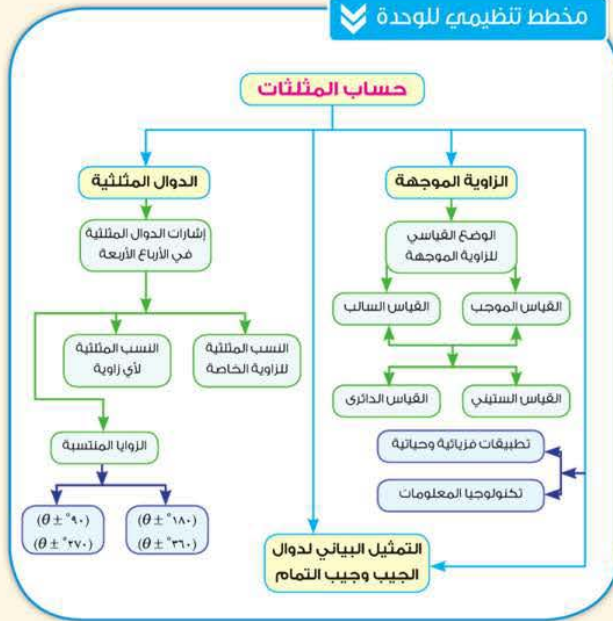 مخطط تنظيمي للوحدة
حساب المثلثات
الزاوية الموجهة
الدوال المثلثية
الوضع القياسي
للزاوية الموجهة
إشارات الدوال المثلثية
في الأرباع الأربعة
القياس الموجب
القياس السالب
النسب المثلثية
للزاوية الخاصة
النسب المثلثية
لأي زاوية
القياس الستيني
القياس الدائرى
الزوايا المنتسبة
تطبيقات فزيائية وحياتية
تكنولوجيا المعلومات
(θ ± °١٨٠)
(θ ± °٣٦٠)
(θ ± °٩٠)
(θ ± °٢٧٠)
التمثيل البياني لدوال
الجيب وجيب التمام